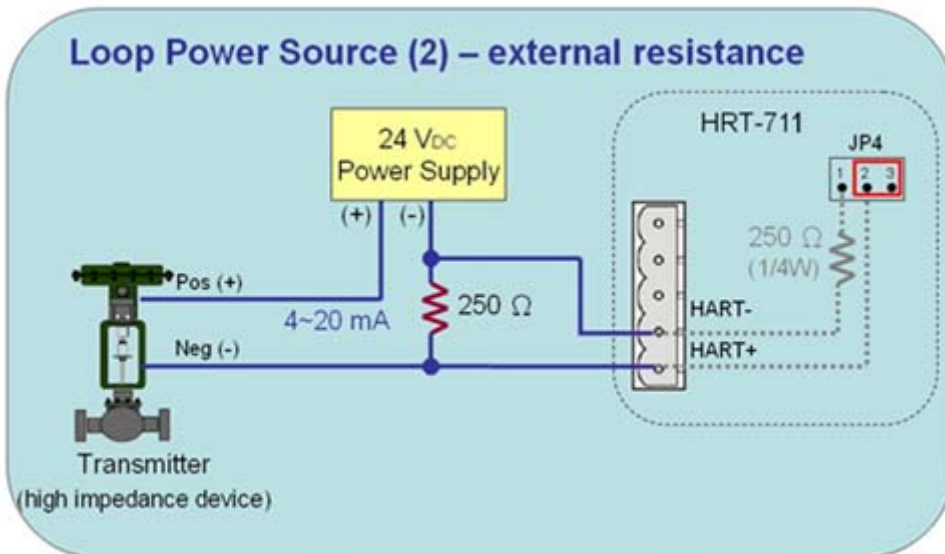 Loop Power Source (2) – external resistance
24 VDC
Power Supply
(+) (-)
HRT-711
JP4
1 2 3
250 Ω
(1/4W)
Pos (+)
4~20 mA
250 Ω
HART-
Neg (-)
HART+
Transmitter
(high impedance device)